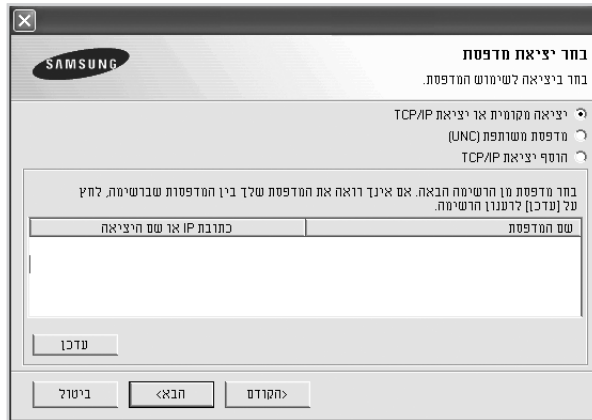 SAMSUNG
בחר יציאת מדפסת
בחר ביציאה לשימוש המדפסת.
יציאה מקומית או יציאת TCP/IP
מדפסת משותפת (UNC)
הוסף יציאת TCP/IP
בחר מדפסת מן הרשימה הבאה. אם אינך רואה את המדפסת שלך בין המדפסות שברשימה, לחץ
על [עדכן] לרענון הרשימה.
שם המדפסת כתובת IP או שם היציאה
עדכן
<הקודם הבא> ביטול